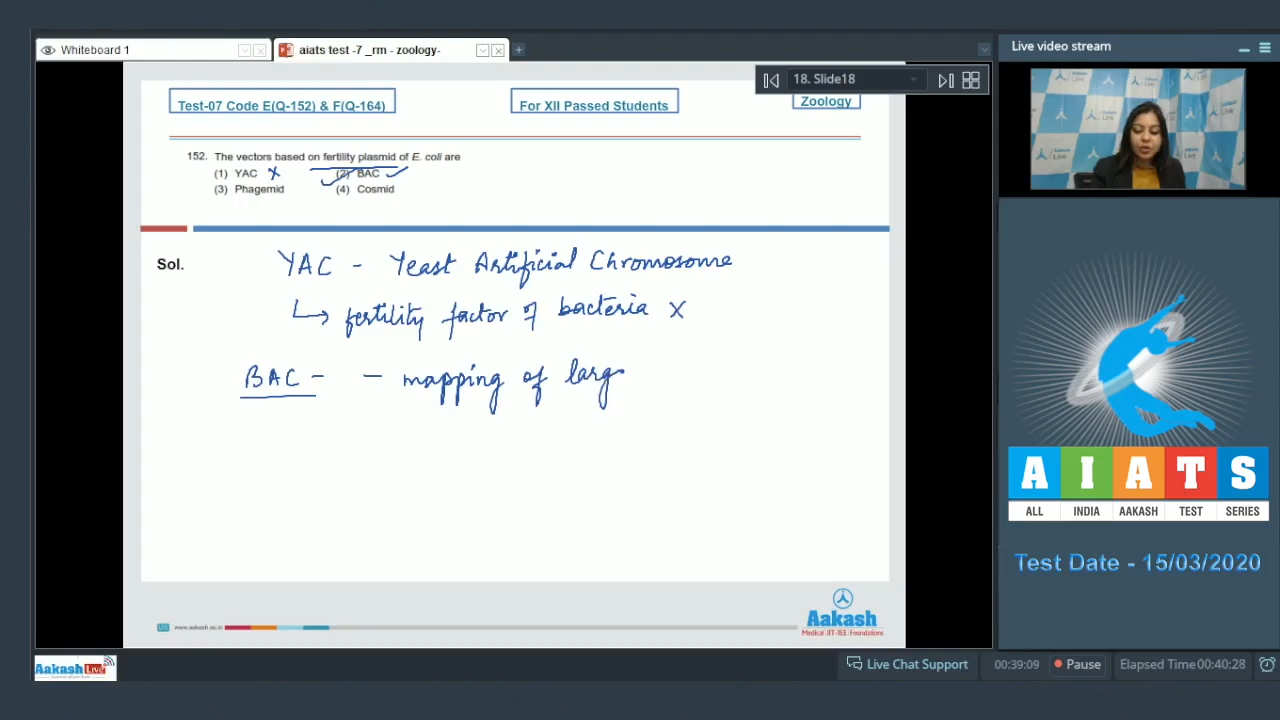 Whiteboard 1
aiats test -7 _rm - zoology-
Live video stream
18. Slide18
Test-07 Code E(Q-152) & F(Q-164)
For XII Passed Students
Zoology
152. The vectors based on fertility plasmid of E. coli are
(1) YAC x (2) BAC
(3) Phagemid (4) Cosmid
Sol.
YAC - Yeast Artificial Chromosome
↳ fertility factor of bacteria x
BAC - - mapping of larg
AIATS
ALL INDIA AAKASH TEST SERIES
Test Date - 15/03/2020
www.aakash.ac.in
Aakash
Medical|IIT-JEE|Foundations
Aakash Live
Live Chat Support
00:39:09
Pause
Elapsed Time 00:40:28